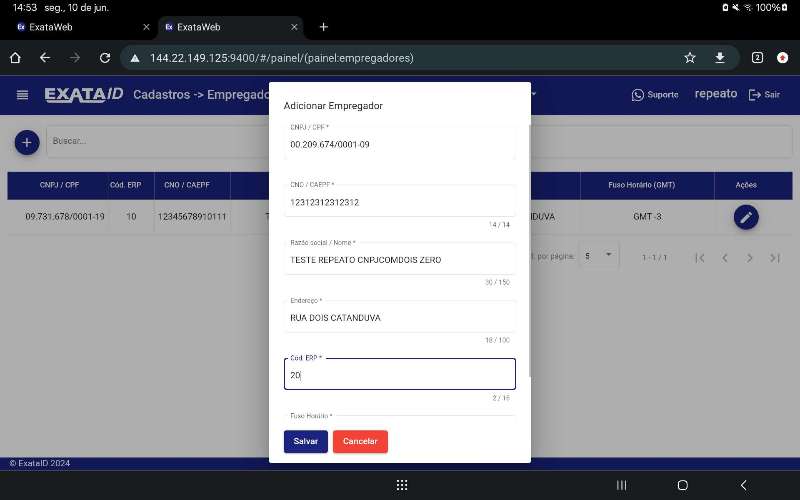 14:53 seg., 10 de jun.
100%
Ex ExataWeb
Ex ExataWeb
144.22.149.125:9400/#/painel/(painel:empregadores)
2
EXATAID Cadastros -> Empregado
Suporte
repeato
Sair
Buscar...
CNPJ / CPF
Cód. ERP
CNO / CAEPF
Fuso Horário (GMT)
Ações
09.731.678/0001-19
10
12345678910111
T
DUVA
GMT -3
por página:
5
1 - 1 / 1
Adicionar Empregador
CNPJ / CPF *
00.209.674/0001-09
CNO / CAEPF *
12312312312312
14 / 14
Razão social / Nome *
TESTE REPEATO CNPJCOMDOIS ZERO
30 / 150
Endereço *
RUA DOIS CATANDUVA
18 / 100
Cód. ERP *
20
2 / 16
Fuso Horário *
Salvar
Cancelar
© ExataID 2024